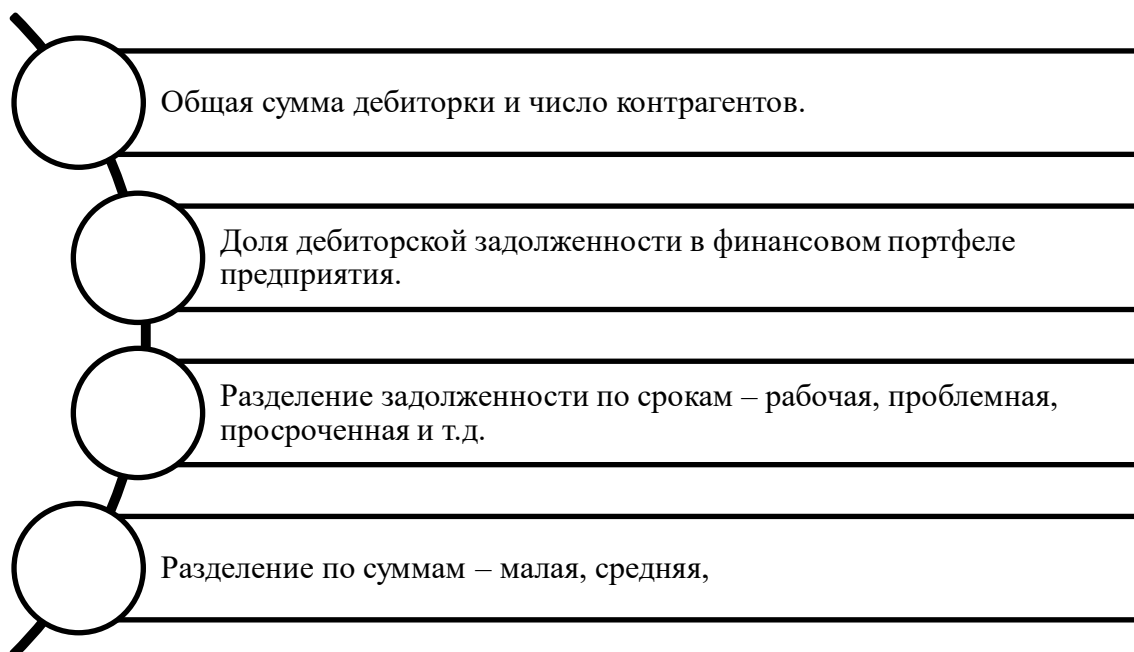 Общая сумма дебиторки и число контрагентов.
Доля дебиторской задолженности в финансовом портфеле
предприятия.
Разделение задолженности по срокам – рабочая, проблемная,
просроченная и т.д.
Разделение по суммам – малая, средняя,